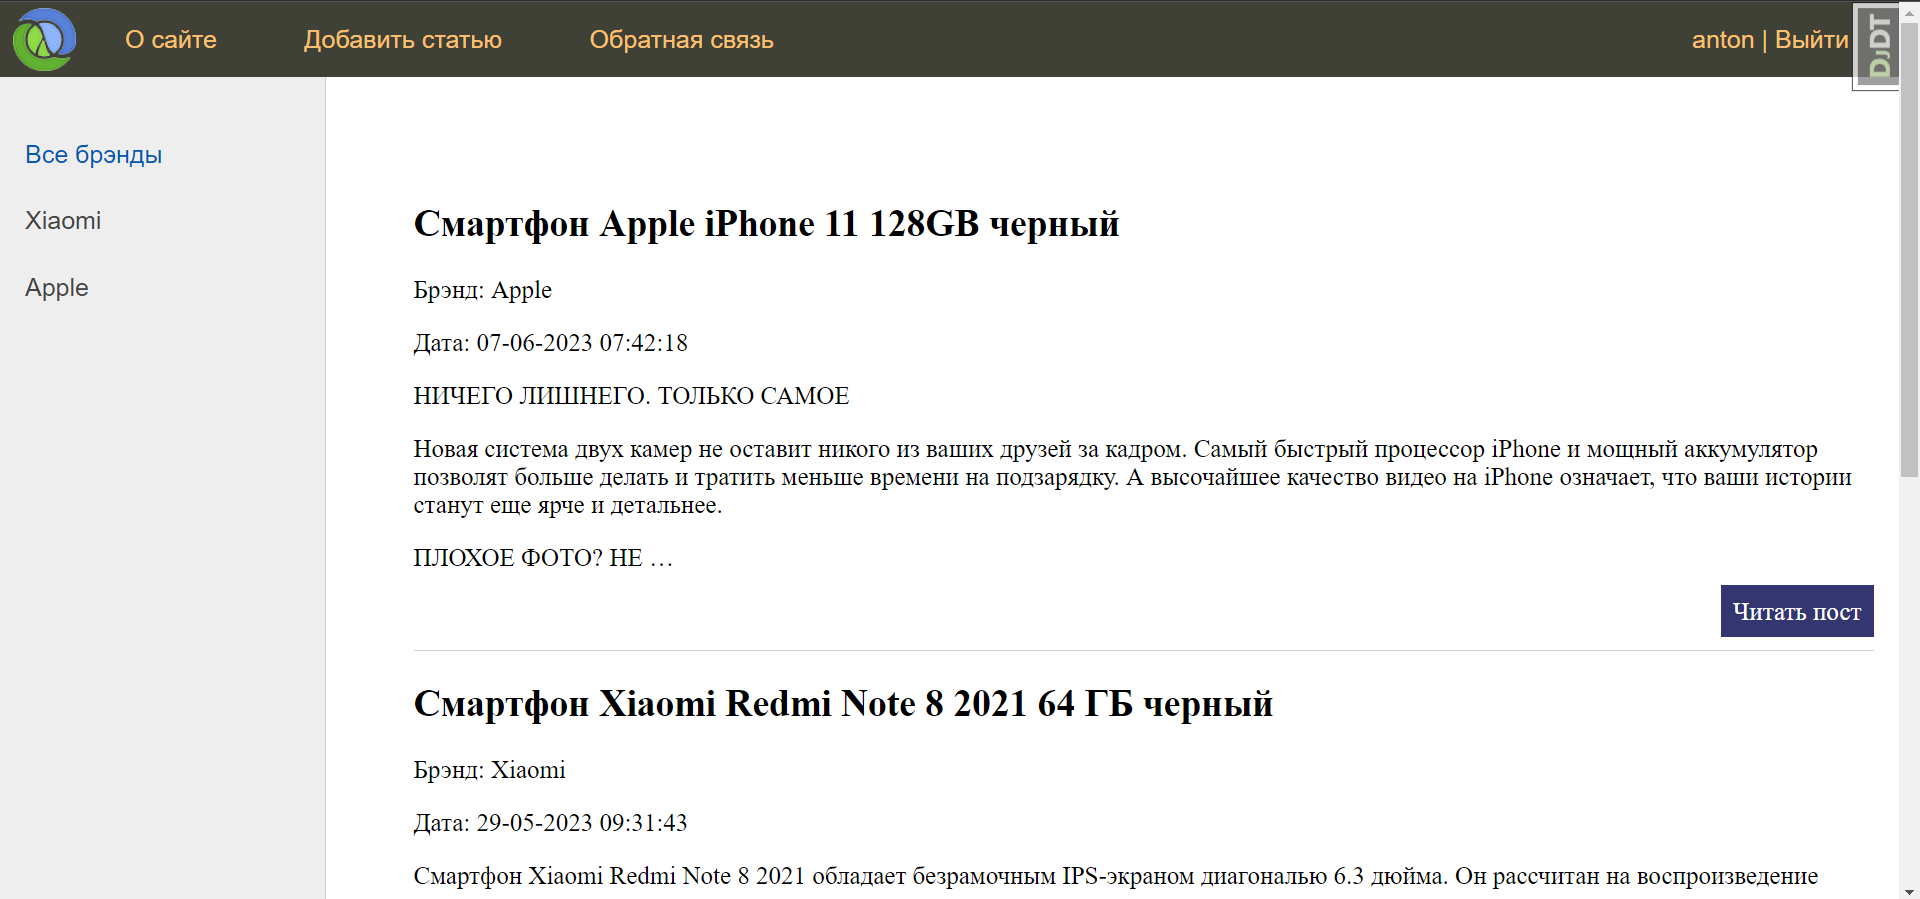 О сайте
Добавить статью
Обратная связь
anton | Выйти
DjDT
Все брэнды
Xiaomi
Apple
Смартфон Apple iPhone 11 128GB черный
Брэнд: Apple
Дата: 07-06-2023 07:42:18
НИЧЕГО ЛИШНЕГО. ТОЛЬКО САМОЕ
Новая система двух камер не оставит никого из ваших друзей за кадром. Самый быстрый процессор iPhone и мощный аккумулятор
позволят больше делать и тратить меньше времени на подзарядку. А высочайшее качество видео на iPhone означает, что ваши истории
станут еще ярче и детальнее.
ПЛОХОЕ ФОТО? НЕ …
Читать пост
Смартфон Xiaomi Redmi Note 8 2021 64 ГБ черный
Брэнд: Xiaomi
Дата: 29-05-2023 09:31:43
Смартфон Xiaomi Redmi Note 8 2021 обладает безрамочным IPS-экраном диагональю 6.3 дюйма. Он рассчитан на воспроизведение